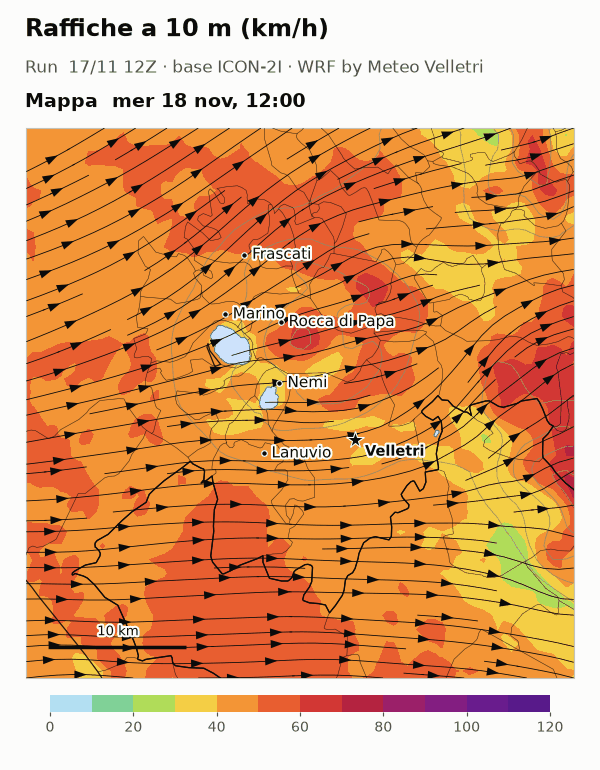 Raffiche a 10 m (km/h)
Run 17/11 12Z · base ICON-2I · WRF by Meteo Velletri
Mappa mer 18 nov, 12:00
Frascati
Marino
Rocca di Papa
Nemi
Velletri
Lanuvio
10 km
0 20 40 60 80 100 120